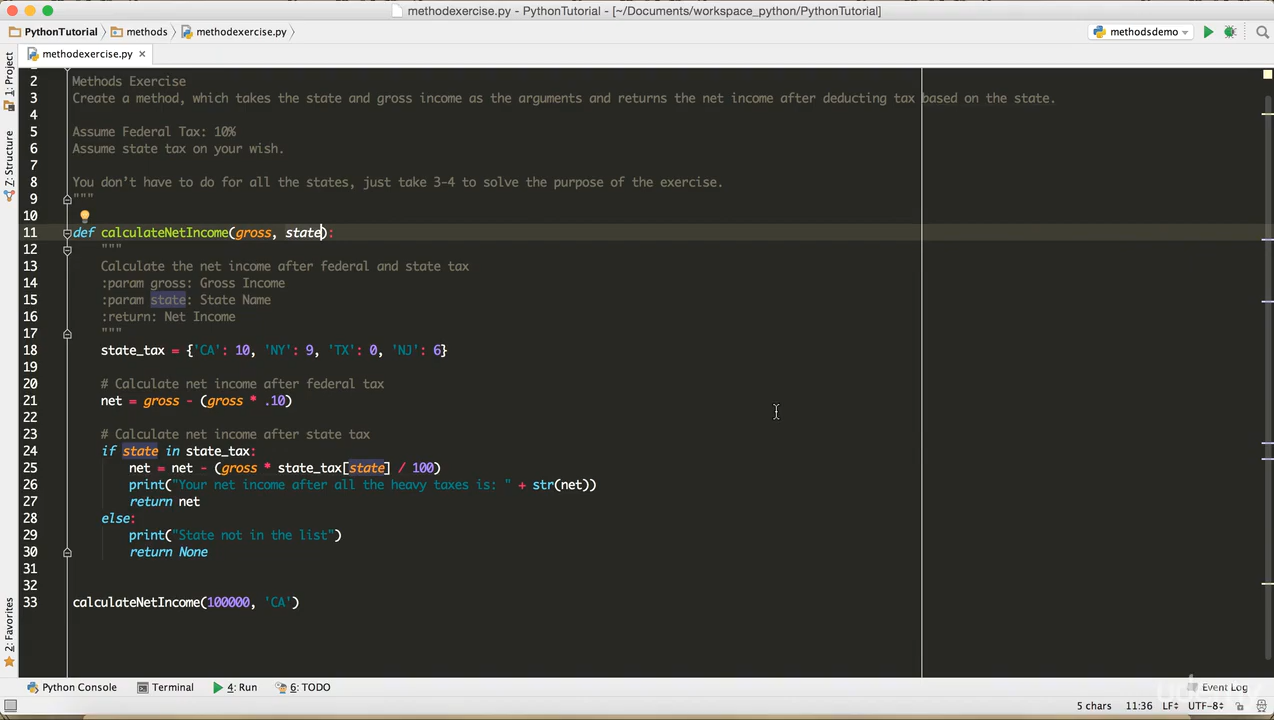 methodexercise.py - PythonTutorial - [~/Documents/workspace_python/PythonTutorial]
PythonTutorial methods methodexercise.py methodsdemo
methodexercise.py
1: Project
Z: Structure
2: Favorites
2 Methods Exercise
3 Create a method, which takes the state and gross income as the arguments and returns the net income after deducting tax based on the state.
4
5 Assume Federal Tax: 10%
6 Assume state tax on your wish.
7
8 You don’t have to do for all the states, just take 3-4 to solve the purpose of the exercise.
9 """
10
11 def calculateNetIncome(gross, state):
12 """
13 Calculate the net income after federal and state tax
14 :param gross: Gross Income
15 :param state: State Name
16 :return: Net Income
17 """
18 state_tax = {'CA': 10, 'NY': 9, 'TX': 0, 'NJ': 6}
19
20 # Calculate net income after federal tax
21 net = gross - (gross * .10)
22
23 # Calculate net income after state tax
24 if state in state_tax:
25 net = net - (gross * state_tax[state] / 100)
26 print("Your net income after all the heavy taxes is: " + str(net))
27 return net
28 else:
29 print("State not in the list")
30 return None
31
32
33 calculateNetIncome(100000, 'CA')
Python Console Terminal 4: Run 6: TODO Event Log
5 chars 11:36 LF UTF-8